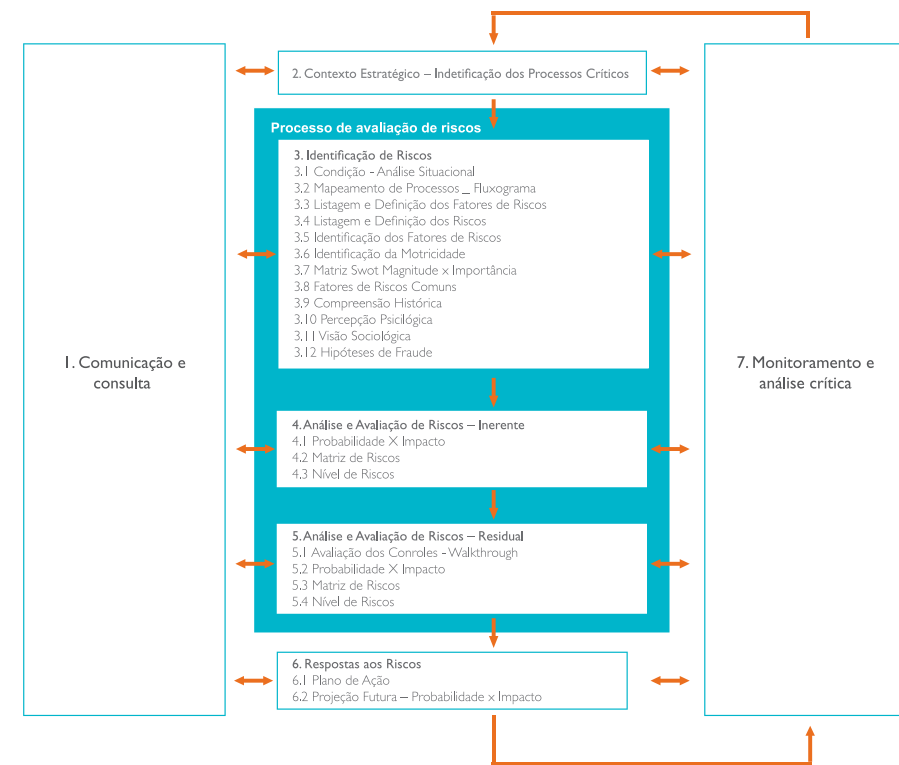 1. Comunicação e
consulta
2. Contexto Estratégico – Indetificação dos Processos Críticos
Processo de avaliação de riscos
3. Identificação de Riscos
3.1 Condição - Análise Situacional
3.2 Mapeamento de Processos _ Fluxograma
3.3 Listagem e Definição dos Fatores de Riscos
3.4 Listagem e Definição dos Riscos
3.5 Identificação dos Fatores de Riscos
3.6 Identificação da Motricidade
3.7 Matriz Swot Magnitude x Importância
3.8 Fatores de Riscos Comuns
3.9 Compreensão Histórica
3.10 Percepção Psicilógica
3.11 Visão Sociológica
3.12 Hipóteses de Fraude
4. Análise e Avaliação de Riscos – Inerente
4.1 Probabilidade X Impacto
4.2 Matriz de Riscos
4.3 Nível de Riscos
5. Análise e Avaliação de Riscos – Residual
5.1 Avaliação dos Conroles - Walkthrough
5.2 Probabilidade X Impacto
5.3 Matriz de Riscos
5.4 Nível de Riscos
6. Respostas aos Riscos
6.1 Plano de Ação
6.2 Projeção Futura – Probabilidade x Impacto
7. Monitoramento e
análise crítica